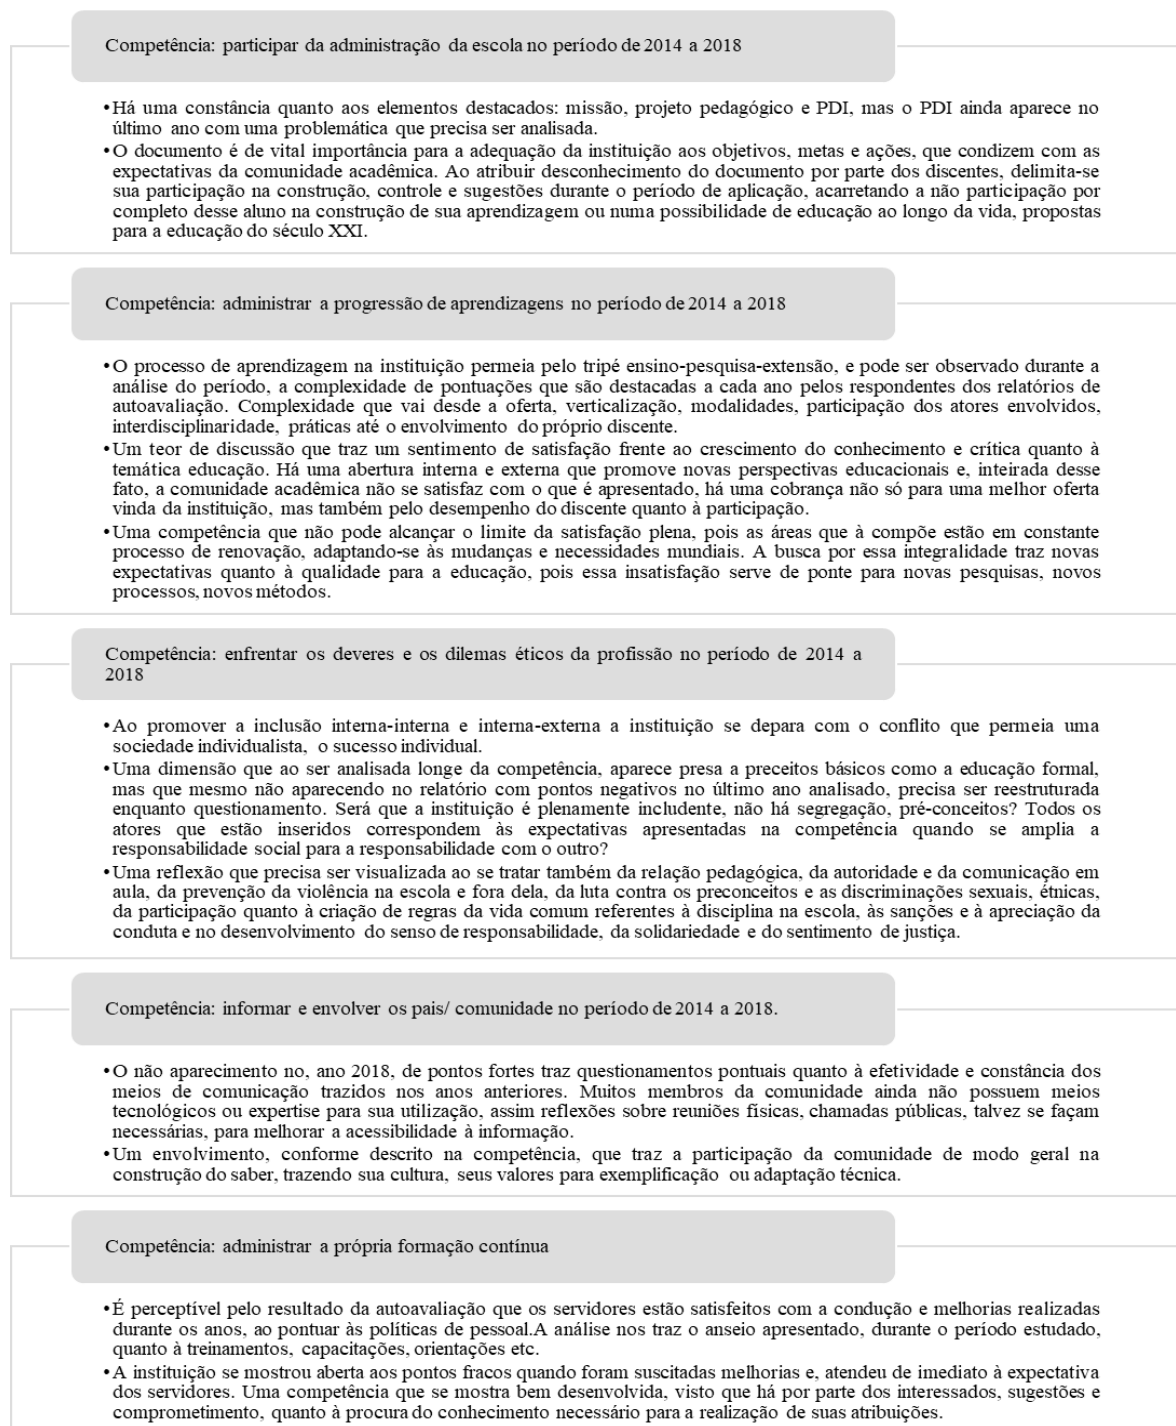 Competência: participar da administração da escola no período de 2014 a 2018
•Há uma constância quanto aos elementos destacados: missão, projeto pedagógico e PDI, mas o PDI ainda aparece no
último ano com uma problemática que precisa ser analisada.
•O documento é de vital importância para a adequação da instituição aos objetivos, metas e ações, que condizem com as
expectativas da comunidade acadêmica. Ao atribuir desconhecimento do documento por parte dos discentes, delimita-se
sua participação na construção, controle e sugestões durante o período de aplicação, acarretando a não participação por
completo desse aluno na construção de sua aprendizagem ou numa possibilidade de educação ao longo da vida, propostas
para a educação do século XXI.
Competência: administrar a progressão de aprendizagens no período de 2014 a 2018
•O processo de aprendizagem na instituição permeia pelo tripé ensino-pesquisa-extensão, e pode ser observado durante a
análise do período, a complexidade de pontuações que são destacadas a cada ano pelos respondentes dos relatórios de
autoavaliação. Complexidade que vai desde a oferta, verticalização, modalidades, participação dos atores envolvidos,
interdisciplinaridade, práticas até o envolvimento do próprio discente.
•Um teor de discussão que traz um sentimento de satisfação frente ao crescimento do conhecimento e crítica quanto à
temática educação. Há uma abertura interna e externa que promove novas perspectivas educacionais e, inteirada desse
fato, a comunidade acadêmica não se satisfaz com o que é apresentado, há uma cobrança não só para uma melhor oferta
vinda da instituição, mas também pelo desempenho do discente quanto à participação.
•Uma competência que não pode alcançar o limite da satisfação plena, pois as áreas que à compõe estão em constante
processo de renovação, adaptando-se às mudanças e necessidades mundiais. A busca por essa integralidade traz novas
expectativas quanto à qualidade para a educação, pois essa insatisfação serve de ponte para novas pesquisas, novos
processos, novos métodos.
Competência: enfrentar os deveres e os dilemas éticos da profissão no período de 2014 a
2018
•Ao promover a inclusão interna-interna e interna-externa a instituição se depara com o conflito que permeia uma
sociedade individualista, o sucesso individual.
•Uma dimensão que ao ser analisada longe da competência, aparece presa a preceitos básicos como a educação formal,
mas que mesmo não aparecendo no relatório com pontos negativos no último ano analisado, precisa ser reestruturada
enquanto questionamento. Será que a instituição é plenamente includente, não há segregação, pré-conceitos? Todos os
atores que estão inseridos correspondem às expectativas apresentadas na competência quando se amplia a
responsabilidade social para a responsabilidade com o outro?
•Uma reflexão que precisa ser visualizada ao se tratar também da relação pedagógica, da autoridade e da comunicação em
aula, da prevenção da violência na escola e fora dela, da luta contra os preconceitos e as discriminações sexuais, étnicas,
da participação quanto à criação de regras da vida comum referentes à disciplina na escola, às sanções e à apreciação da
conduta e no desenvolvimento do senso de responsabilidade, da solidariedade e do sentimento de justiça.
Competência: informar e envolver os pais/ comunidade no período de 2014 a 2018.
•O não aparecimento no, ano 2018, de pontos fortes traz questionamentos pontuais quanto à efetividade e constância dos
meios de comunicação trazidos nos anos anteriores. Muitos membros da comunidade ainda não possuem meios
tecnológicos ou expertise para sua utilização, assim reflexões sobre reuniões físicas, chamadas públicas, talvez se façam
necessárias, para melhorar a acessibilidade à informação.
•Um envolvimento, conforme descrito na competência, que traz a participação da comunidade de modo geral na
construção do saber, trazendo sua cultura, seus valores para exemplificação ou adaptação técnica.
Competência: administrar a própria formação contínua
•É perceptível pelo resultado da autoavaliação que os servidores estão satisfeitos com a condução e melhorias realizadas
durante os anos, ao pontuar às políticas de pessoal.A análise nos traz o anseio apresentado, durante o período estudado,
quanto à treinamentos, capacitações, orientações etc.
•A instituição se mostrou aberta aos pontos fracos quando foram suscitadas melhorias e, atendeu de imediato à expectativa
dos servidores. Uma competência que se mostra bem desenvolvida, visto que há por parte dos interessados, sugestões e
comprometimento, quanto à procura do conhecimento necessário para a realização de suas atribuições.